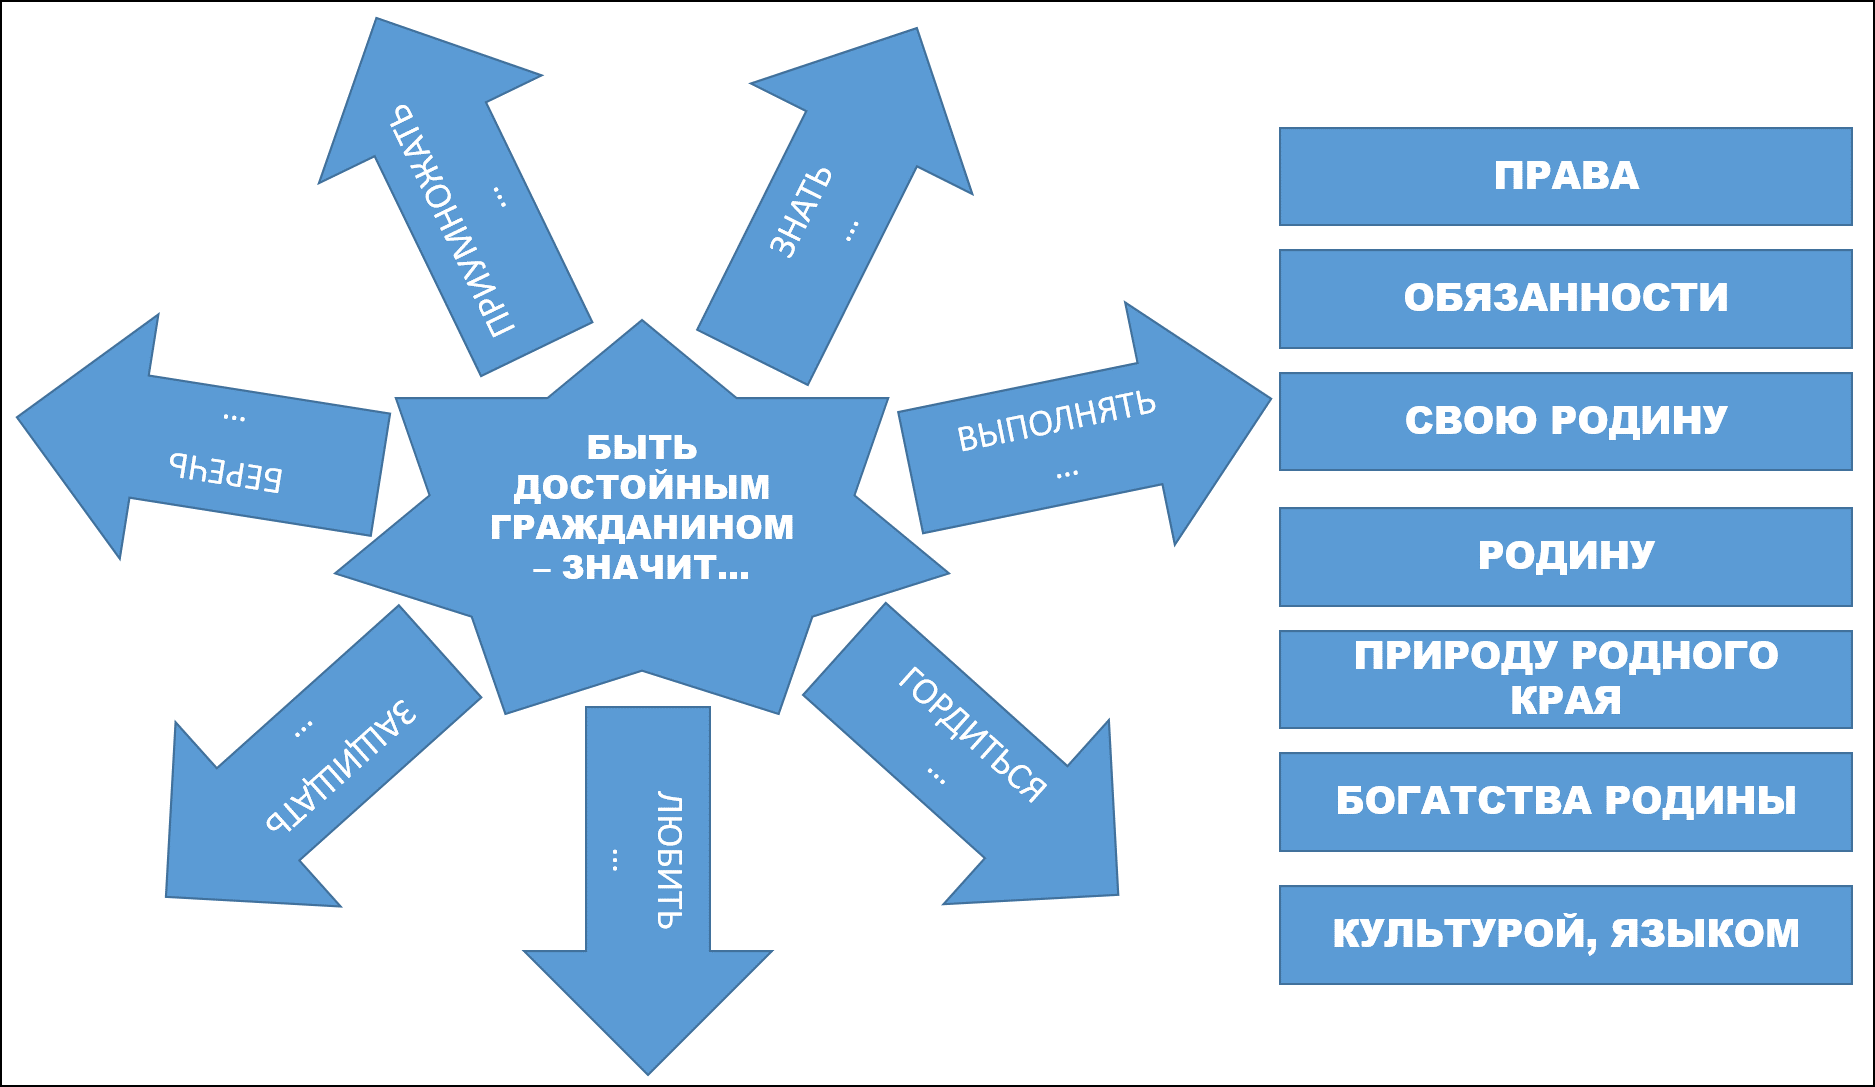 ПРИУМНОЖАТЬ
...
ЗНАТЬ
...
ВЫПОЛНЯТЬ
...
ГОРДИТЬСЯ
...
ЛЮБИТЬ
...
ЗАЩИЩАТЬ
...
БЕРЕЧЬ
...
БЫТЬ
ДОСТОЙНЫМ
ГРАЖДАНИНОМ
– ЗНАЧИТ...
ПРАВА
ОБЯЗАННОСТИ
СВОЮ РОДИНУ
РОДИНУ
ПРИРОДУ РОДНОГО
КРАЯ
БОГАТСТВА РОДИНЫ
КУЛЬТУРОЙ, ЯЗЫКОМ